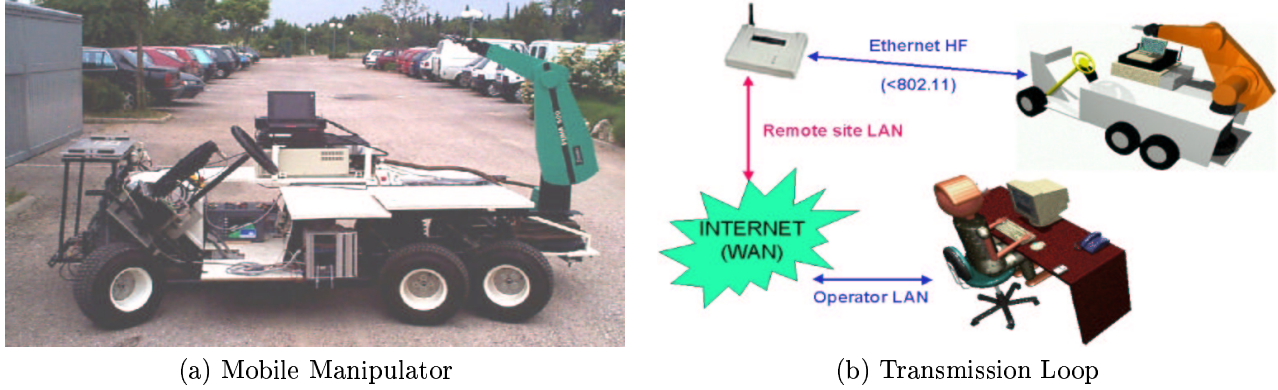 Ethernet HF
(<802.11)
Remote site LAN
INTERNET
(WAN)
Operator LAN
(a) Mobile Manipulator
(b) Transmission Loop